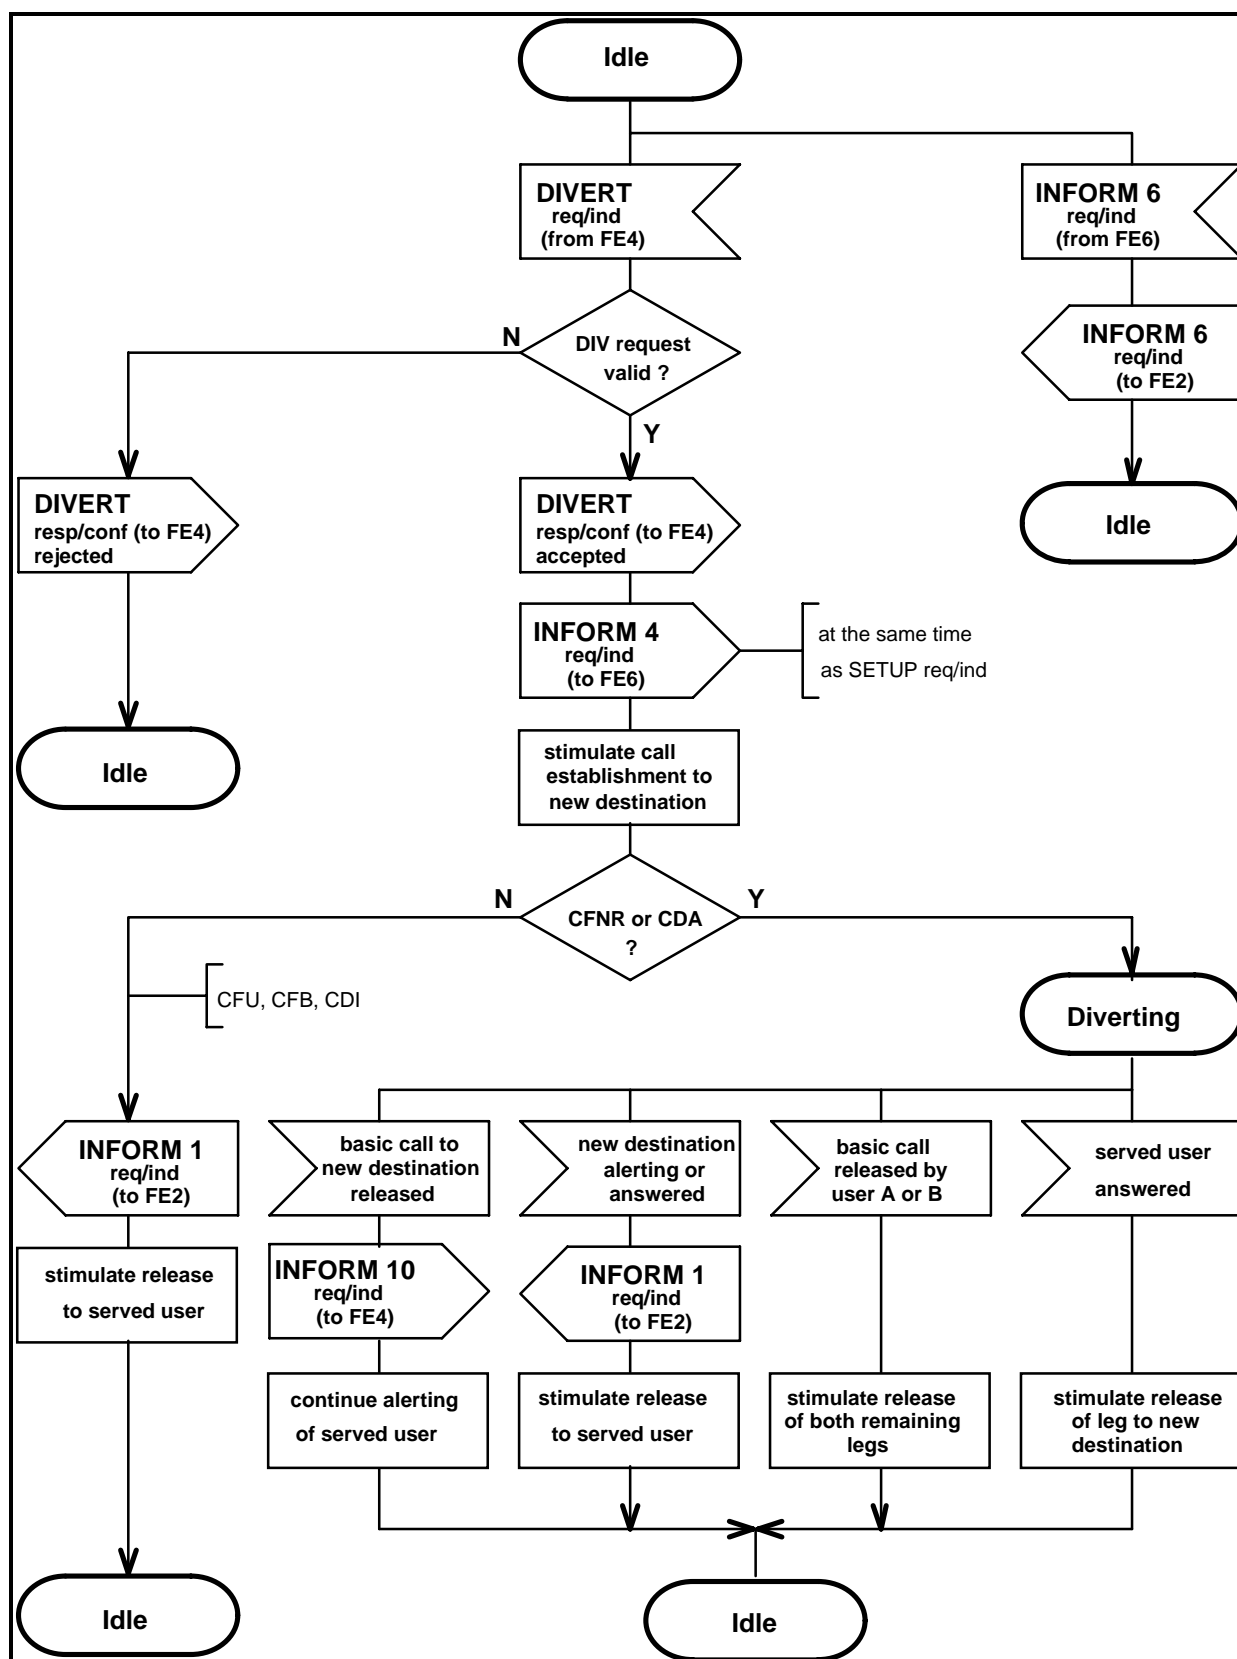 Idle
DIVERT
req/ind
(from FE4)
INFORM 6
req/ind
(from FE6)
N
DIV request
valid ?
Y
INFORM 6
req/ind
(to FE2)
DIVERT
resp/conf (to FE4)
rejected
DIVERT
resp/conf (to FE4)
accepted
Idle
INFORM 4
req/ind
(to FE6)
at the same time
as SETUP req/ind
Idle
stimulate call
establishment to
new destination
N
CFNR or CDA
?
Y
CFU, CFB, CDI
Diverting
INFORM 1
req/ind
(to FE2)
basic call to
new destination
released
new destination
alerting or
answered
basic call
released by
user A or B
served user
answered
stimulate release
to served user
INFORM 10
req/ind
(to FE4)
INFORM 1
req/ind
(to FE2)
continue alerting
of served user
stimulate release
to served user
stimulate release
of both remaining
legs
stimulate release
of leg to new
destination
Idle
Idle